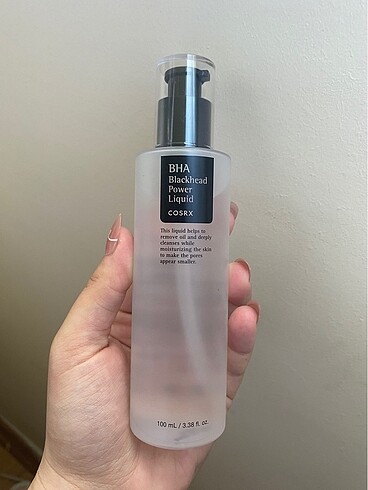 BHA
Blackhead
Power
Liquid
COSRX
This liquid helps to
remove oil and deeply
cleanses while
moisturizing the skin
to make the pores
appear smaller.
100 mL / 3.38 fl. oz.